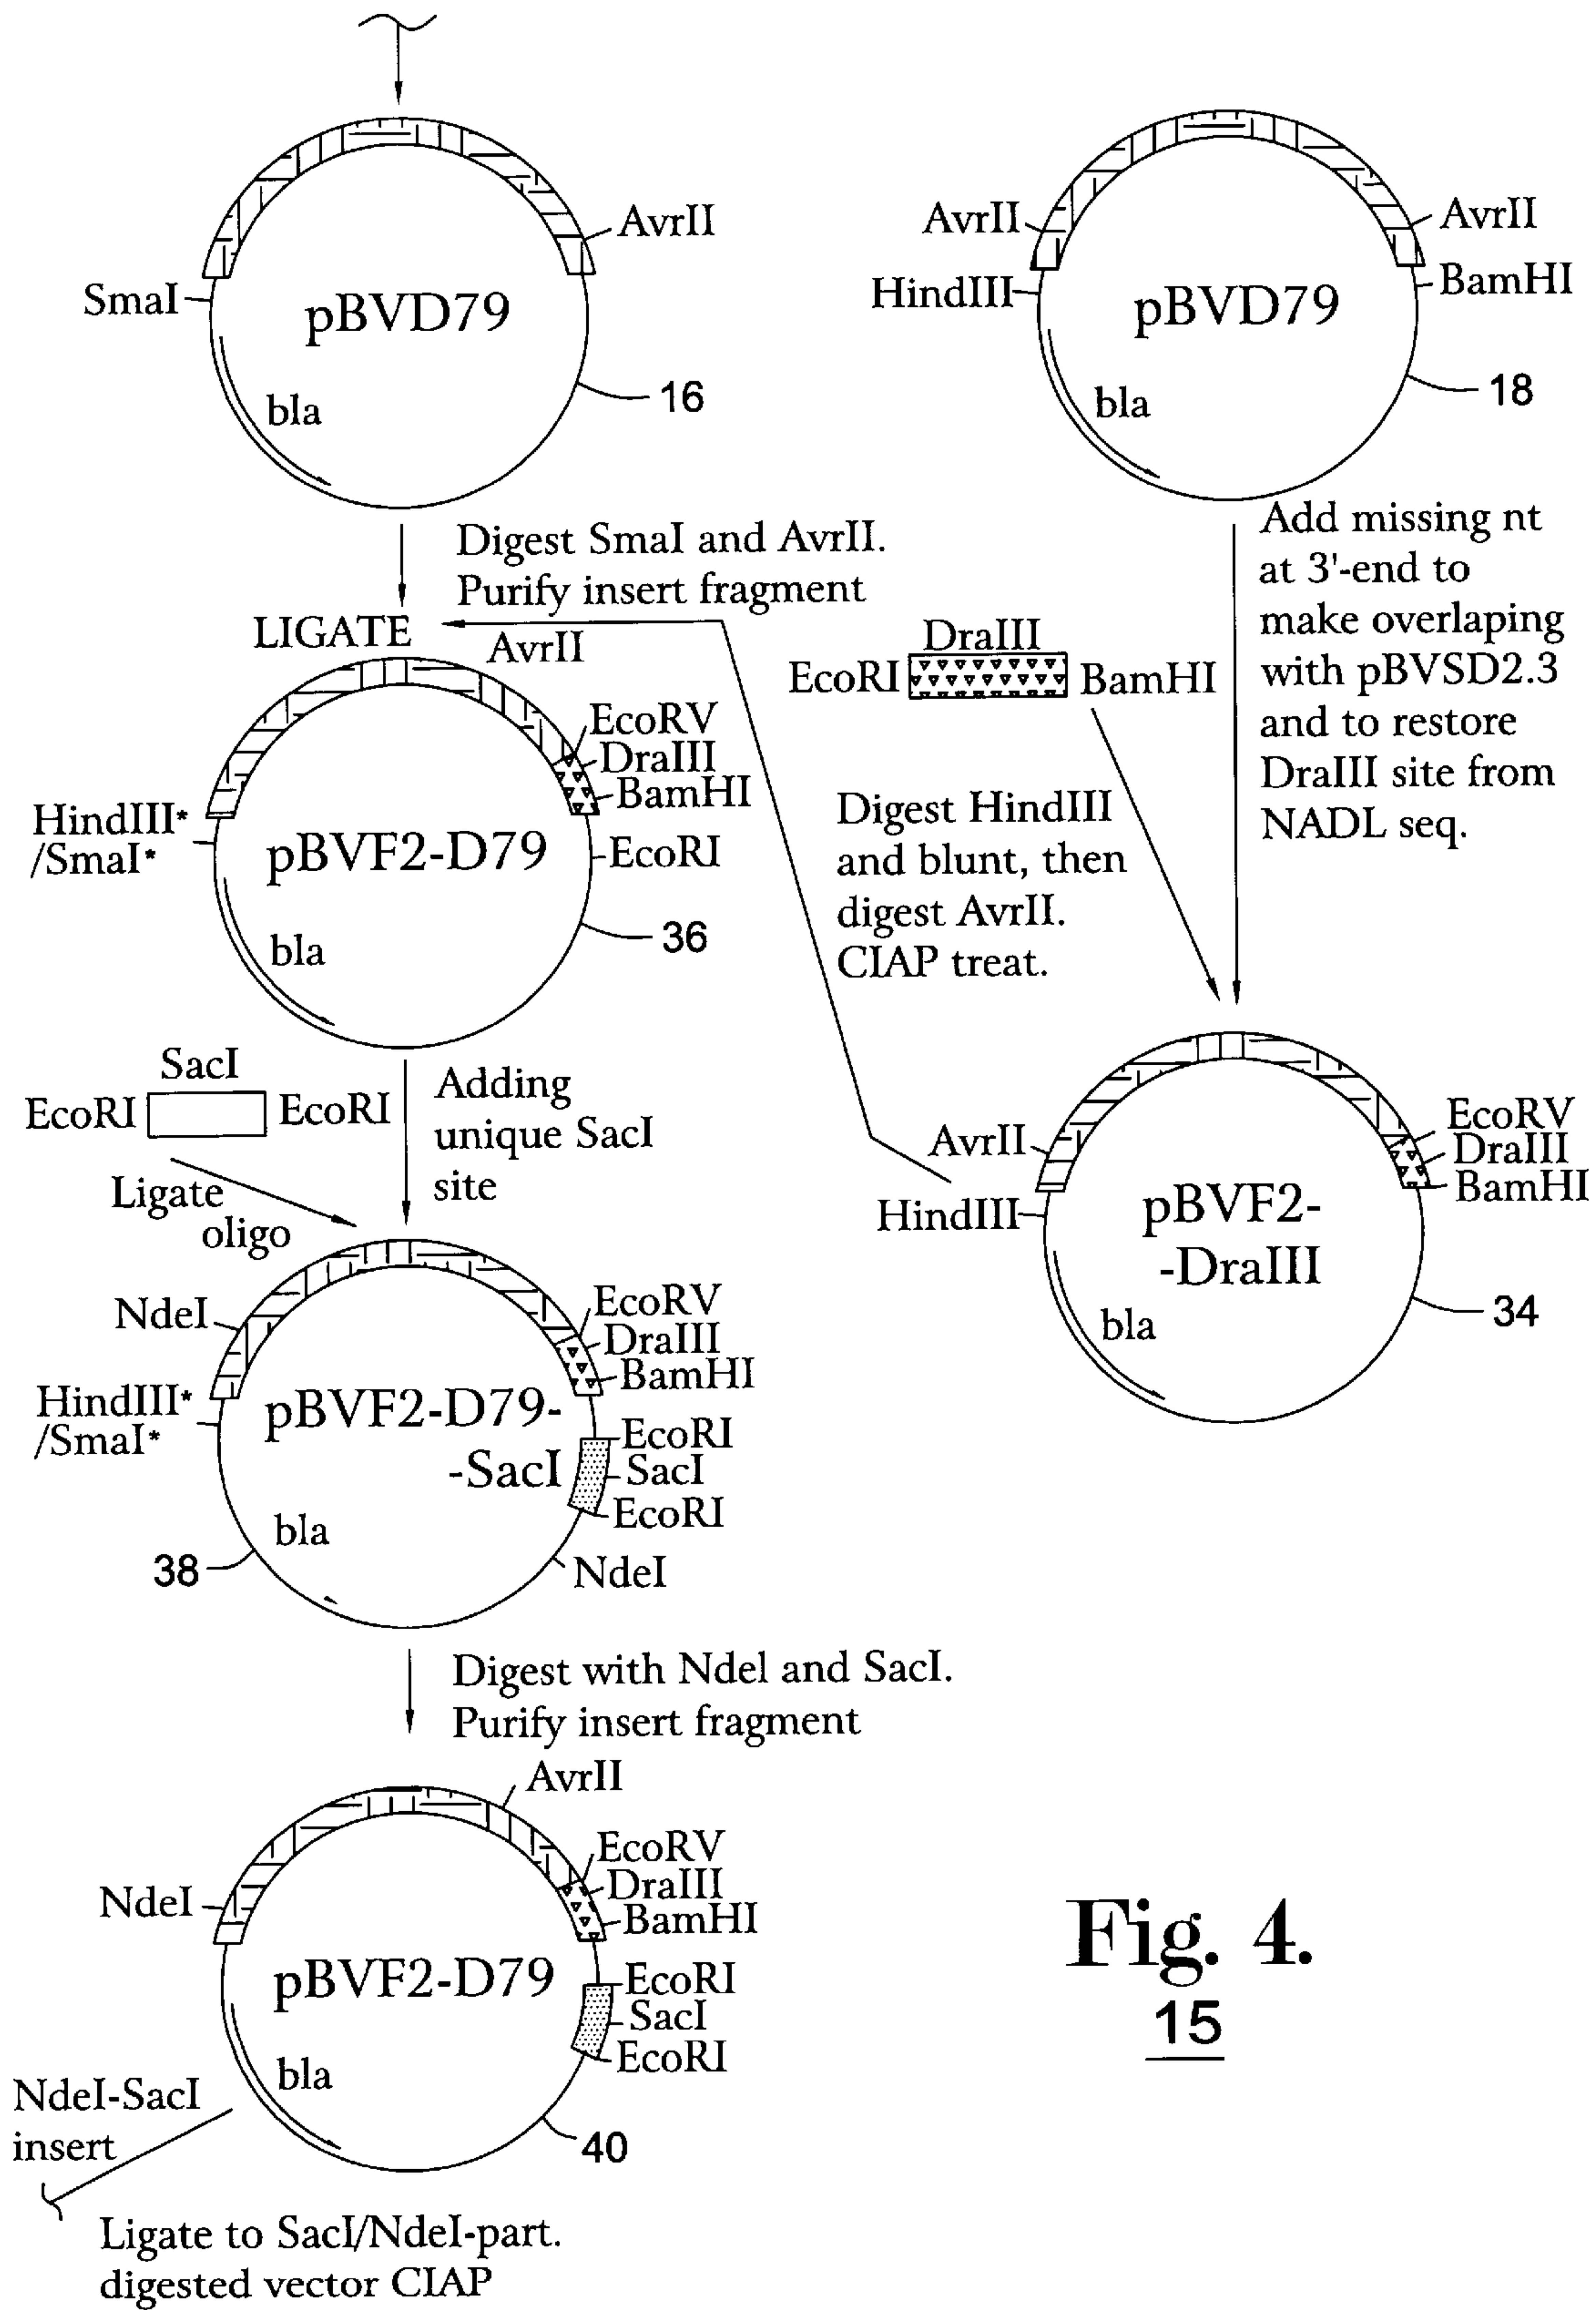 AvrII
SmaI
pBVD79
bla
16
AvrII
AvrII
HindIII
BamHI
pBVD79
bla
18
Digest SmaI and AvrII.
Purify insert fragment
LIGATE
Add missing nt
at 3'-end to
make overlaping
with pBVSD2.3
and to restore
DraIII site from
NADL seq.
DraIII
EcoRI
BamHI
Digest HindIII
and blunt, then
digest AvrII.
CIAP treat.
AvrII
EcoRV
DraIII
BamHI
HindIII*
/SmaI*
pBVF2-D79
EcoRI
bla
36
SacI
EcoRI
EcoRI
Adding
unique SacI
site
Ligate
oligo
AvrII
HindIII
EcoRV
DraIII
BamHI
pBVF2-
-DraIII
bla
34
NdeI
EcoRV
DraIII
BamHI
HindIII*
/SmaI*
pBVF2-D79-
-SacI
EcoRI
SacI
EcoRI
bla
38
NdeI
Digest with Ndel and SacI.
Purify insert fragment
AvrII
NdeI
EcoRV
DraIII
BamHI
pBVF2-D79
EcoRI
SacI
EcoRI
bla
40
NdeI-SacI
insert
Ligate to SacI/NdeI-part.
digested vector CIAP
Fig. 4.
15